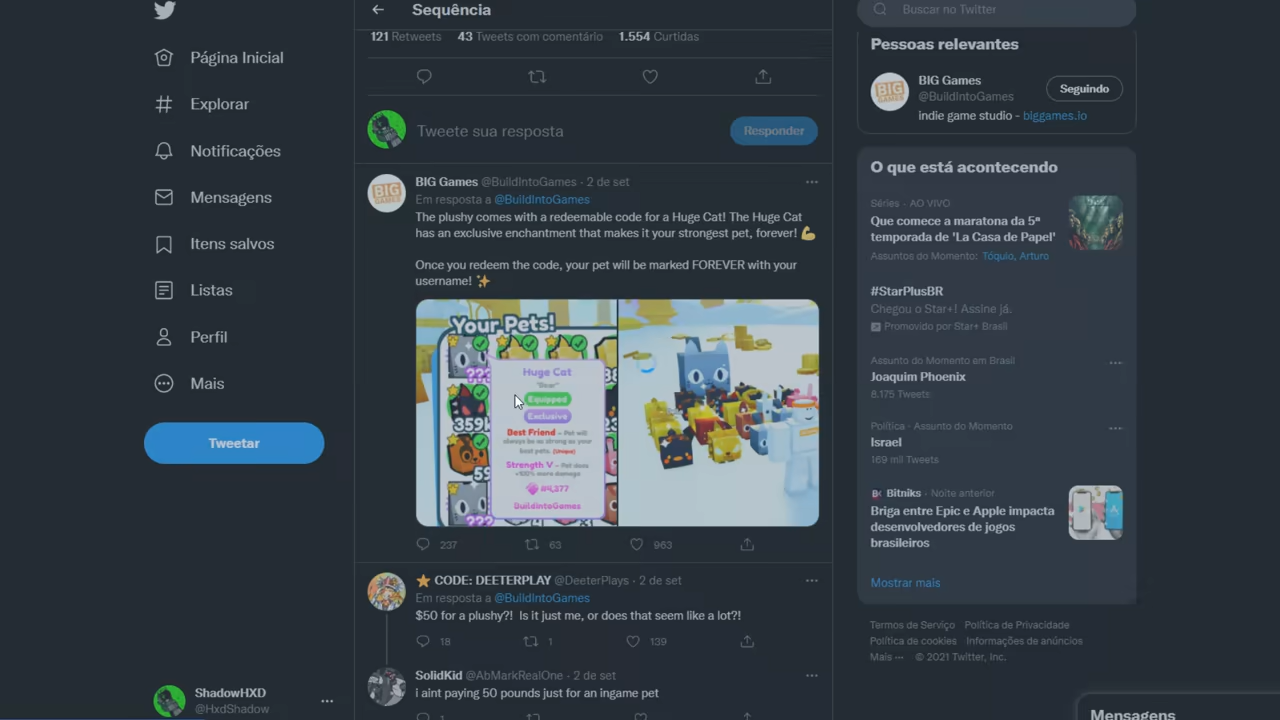 Sequência
Buscar no Twitter
121 Retweets 43 Tweets com comentário 1.554 Curtidas
Página Inicial
Explorar
Notificações
Mensagens
Itens salvos
Listas
Perfil
Mais
Tweetar
ShadowHXD
@HxdShadow
Tweete sua resposta
Responder
BIG Games @BuildIntoGames · 2 de set
Em resposta a @BuildIntoGames
The plushy comes with a redeemable code for a Huge Cat! The Huge Cat
has an exclusive enchantment that makes it your strongest pet, forever! 💪
Once you redeem the code, your pet will be marked FOREVER with your
username! ✨
Your Pets!
???
359k
???
Huge Cat
"Dear"
Equipped
Exclusive
Best Friend - Pet will
always be as strong as your
best pets. (Unique)
Strength V - Pet does
+100% more damage
#4,377
BuildIntoGames
237 63 963
⭐ CODE: DEETERPLAY @DeeterPlays · 2 de set
Em resposta a @BuildIntoGames
$50 for a plushy?! Is it just me, or does that seem like a lot?!
18 1 139
SolidKid @AbMarkRealOne · 2 de set
i aint paying 50 pounds just for an ingame pet
Pessoas relevantes
BIG
GAMES
BIG Games
@BuildIntoGames
Seguindo
indie game studio - biggames.io
O que está acontecendo
Séries · AO VIVO
Que comece a maratona da 5ª
temporada de 'La Casa de Papel'
Assuntos do Momento: Tóquio, Arturo
#StarPlusBR
Chegou o Star+! Assine já.
Promovido por Star+ Brasil
Assunto do Momento em Brasil
Joaquim Phoenix
8.175 Tweets
Política · Assunto do Momento
Israel
169 mil Tweets
Bitniks · Noite anterior
Briga entre Epic e Apple impacta
desenvolvedores de jogos
brasileiros
Mostrar mais
Termos de Serviço Política de Privacidade
Política de cookies Informações de anúncios
Mais ··· © 2021 Twitter, Inc.
Mensagens